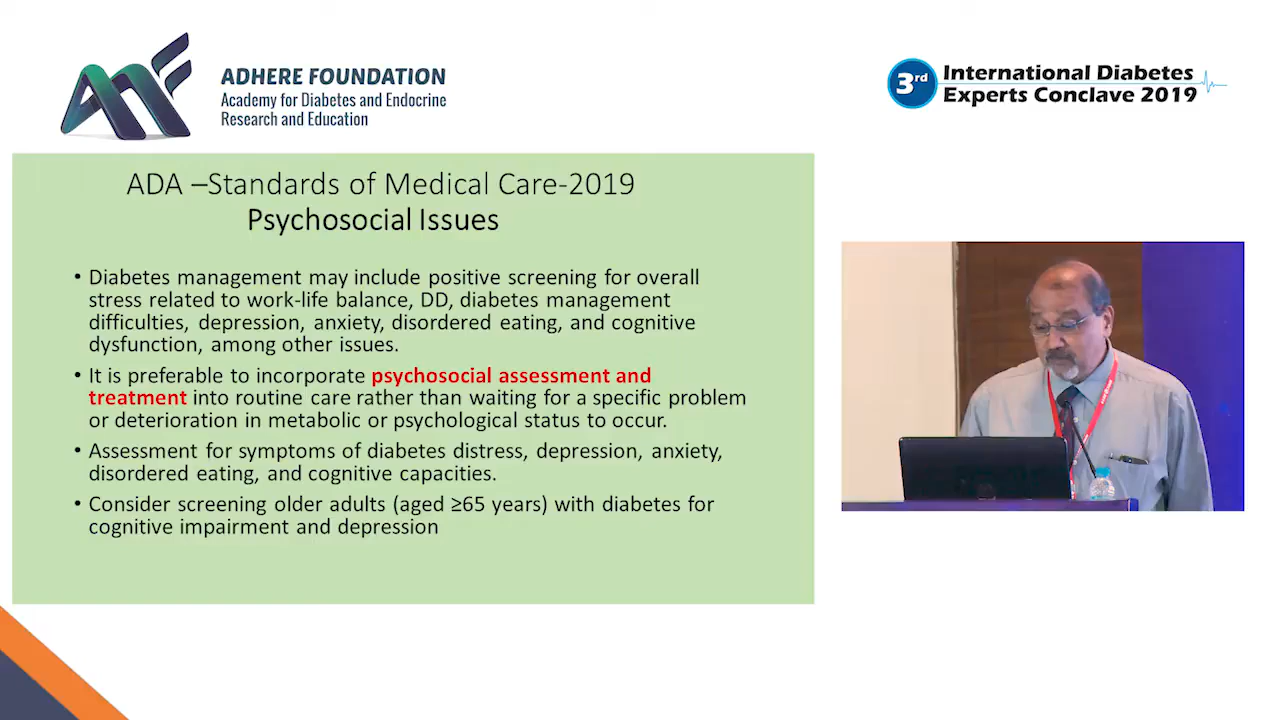 ADHERE FOUNDATION
Academy for Diabetes and Endocrine
Research and Education
3rd
International Diabetes
Experts Conclave 2019
ADA –Standards of Medical Care-2019
Psychosocial Issues
• Diabetes management may include positive screening for overall
stress related to work-life balance, DD, diabetes management
difficulties, depression, anxiety, disordered eating, and cognitive
dysfunction, among other issues.
• It is preferable to incorporate psychosocial assessment and
treatment into routine care rather than waiting for a specific problem
or deterioration in metabolic or psychological status to occur.
• Assessment for symptoms of diabetes distress, depression, anxiety,
disordered eating, and cognitive capacities.
• Consider screening older adults (aged ≥65 years) with diabetes for
cognitive impairment and depression